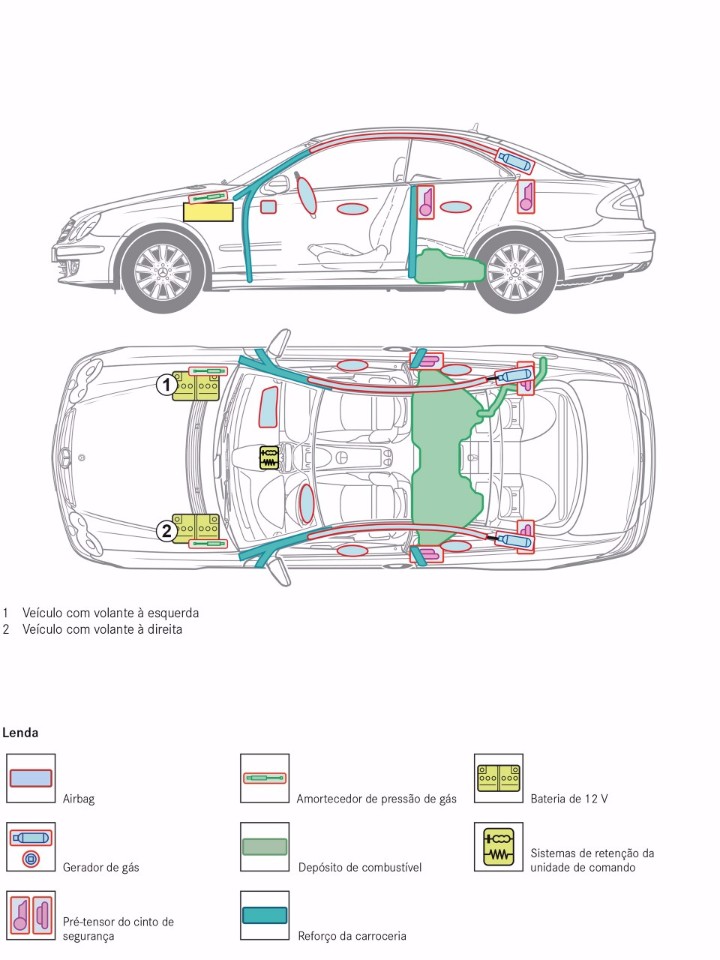 1
2
1 Veículo com volante à esquerda
2 Veículo com volante à direita
Lenda
Airbag
Amortecedor de pressão de gás
Bateria de 12 V
Gerador de gás
Depósito de combustível
Sistemas de retenção da
unidade de comando
Pré-tensor do cinto de
segurança
Reforço da carroceria